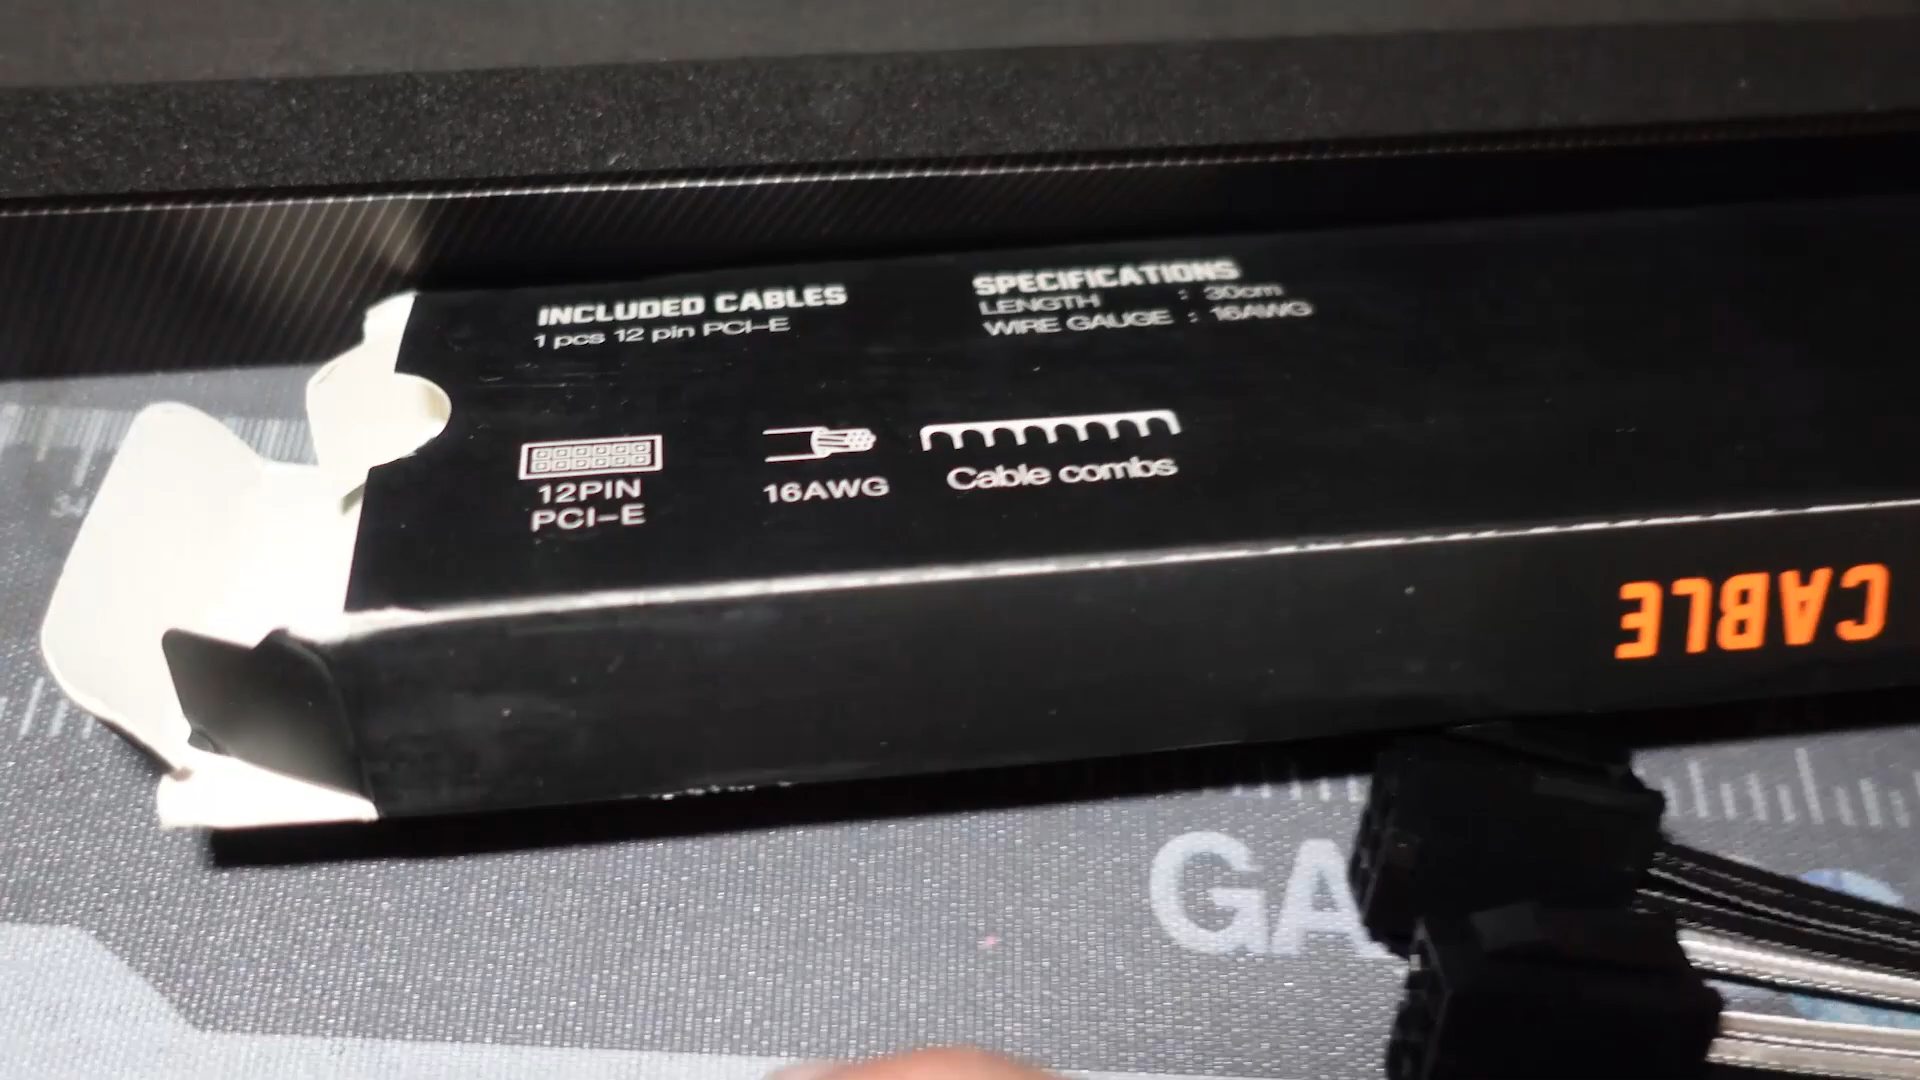 INCLUDED CABLES
1 pcs 12 pin PCI-E
SPECIFICATIONS
LENGTH : 30cm
WIRE GAUGE : 16AWG
12PIN
PCI-E
16AWG
Cable combs
CABLE
GA